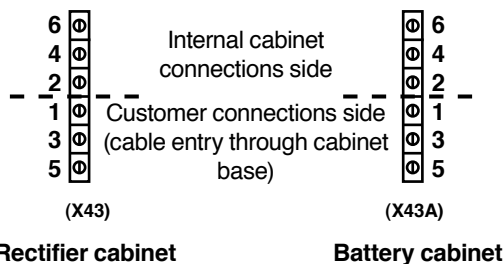 6
4
2
1
3
5
(X43)
Rectifier cabinet
Internal cabinet
connections side
Customer connections side
(cable entry through cabinet
base)
6
4
2
1
3
5
(X43A)
Battery cabinet